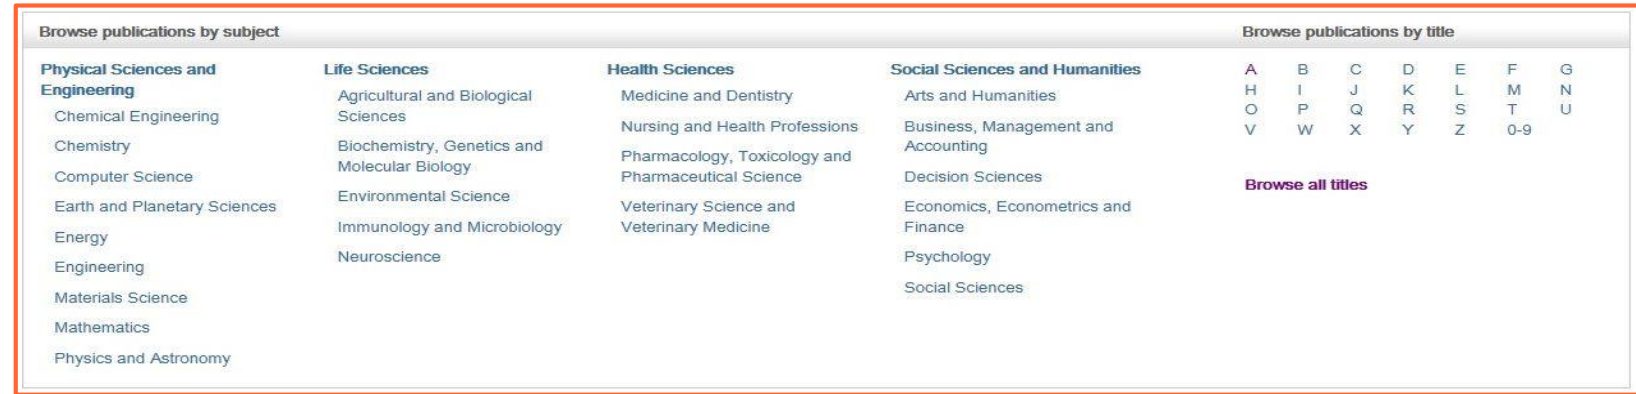 Browse publications by subject
Physical Sciences and
Engineering
Chemical Engineering
Chemistry
Computer Science
Earth and Planetary Sciences
Energy
Engineering
Materials Science
Mathematics
Physics and Astronomy
Life Sciences
Agricultural and Biological
Sciences
Biochemistry, Genetics and
Molecular Biology
Environmental Science
Immunology and Microbiology
Neuroscience
Health Sciences
Medicine and Dentistry
Nursing and Health Professions
Pharmacology, Toxicology and
Pharmaceutical Science
Veterinary Science and
Veterinary Medicine
Social Sciences and Humanities
Arts and Humanities
Business, Management and
Accounting
Decision Sciences
Economics, Econometrics and
Finance
Psychology
Social Sciences
Browse publications by title
A B C D E F G
H I J K L M N
O P Q R S T U
V W X Y Z 0-9
Browse all titles